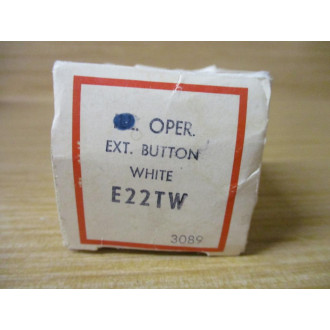 . OPER.
EXT. BUTTON
WHITE
E22TW
3089